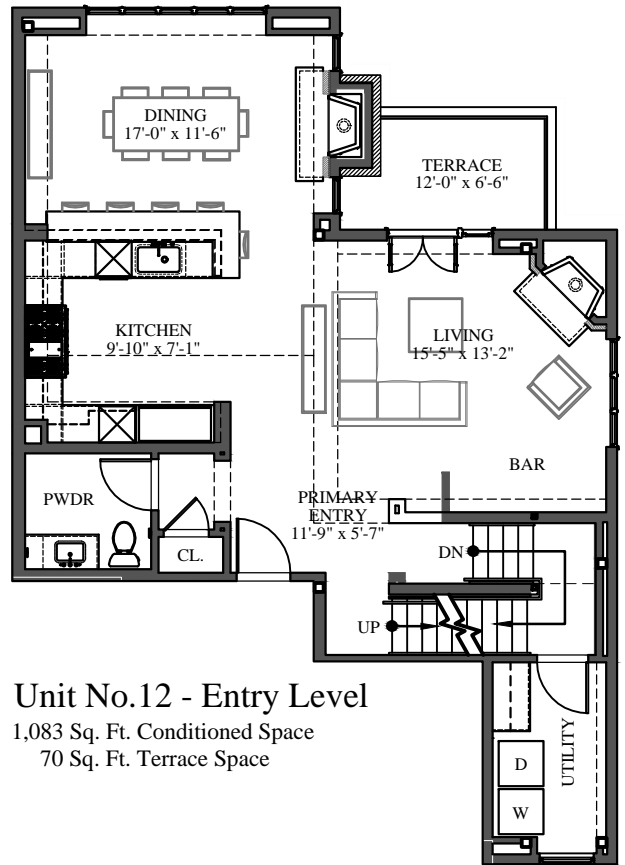 DINING
17'-0" x 11'-6"
TERRACE
12'-0" x 6'-6"
KITCHEN
9'-10" x 7'-1"
LIVING
15'-5" x 13'-2"
BAR
PWDR
PRIMARY
ENTRY
11'-9" x 5'-7"
CL.
DN
UP
Unit No.12 - Entry Level
1,083 Sq. Ft. Conditioned Space
70 Sq. Ft. Terrace Space
UTILITY
D
W